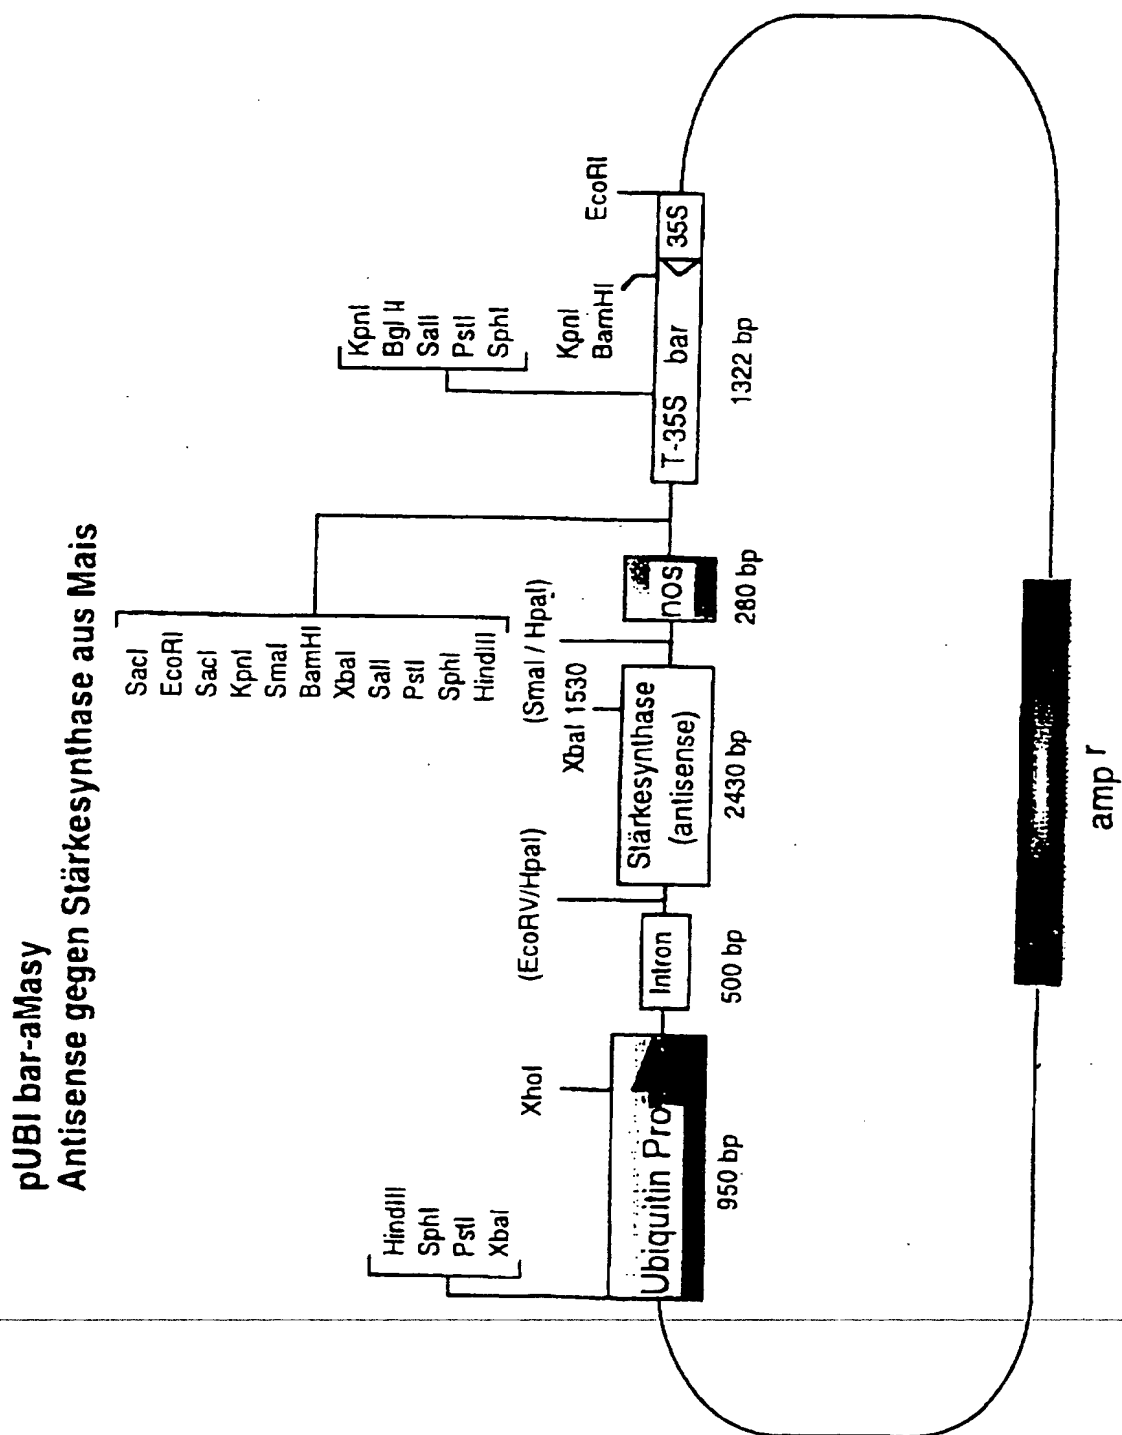 pUBI bar-aMasy
Antisense gegen Stärkesynthase aus Mais
HindIII
SphI
PstI
XbaI
XhoI
(EcoRV/HpaI)
XbaI 1530
(SmaI / HpaI)
SacI
EcoRI
SacI
KpnI
SmaI
BamHI
XbaI
SalI
PstI
SphI
HindIII
KpnI
Bgl II
SalI
PstI
SphI
KpnI
BamHI
EcoRI
Ubiquitin Pro
Intron
Stärkesynthase
(antisense)
nos
T-35S bar
35S
950 bp
500 bp
2430 bp
280 bp
1322 bp
amp r